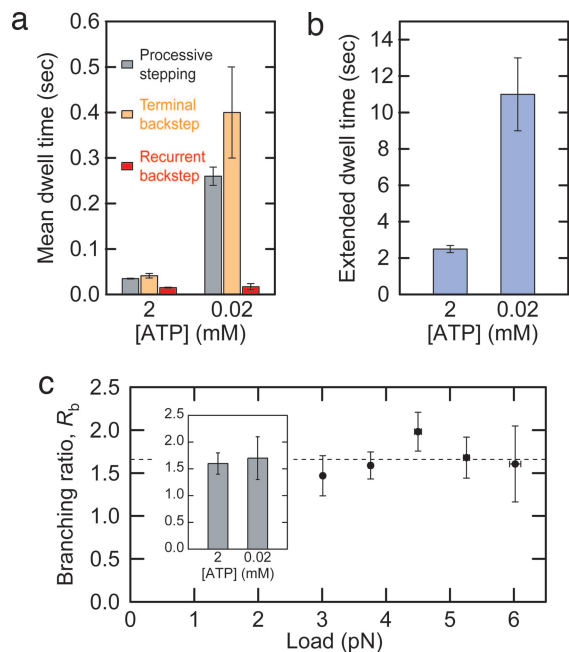 a
Mean dwell time (sec)
0.6
0.5
0.4
0.3
0.2
0.1
0.0
Processive
stepping
Terminal
backstep
Recurrent
backstep
2
0.02
[ATP] (mM)
b
Extended dwell time (sec)
14
12
10
8
6
4
2
0
2
0.02
[ATP] (mM)
c
Branching ratio, Rb
2.5
2.0
1.5
1.0
0.5
0.0
2.5
2.0
1.5
1.0
0.5
0.0
2
0.02
[ATP] (mM)
0 1 2 3 4 5 6
Load (pN)